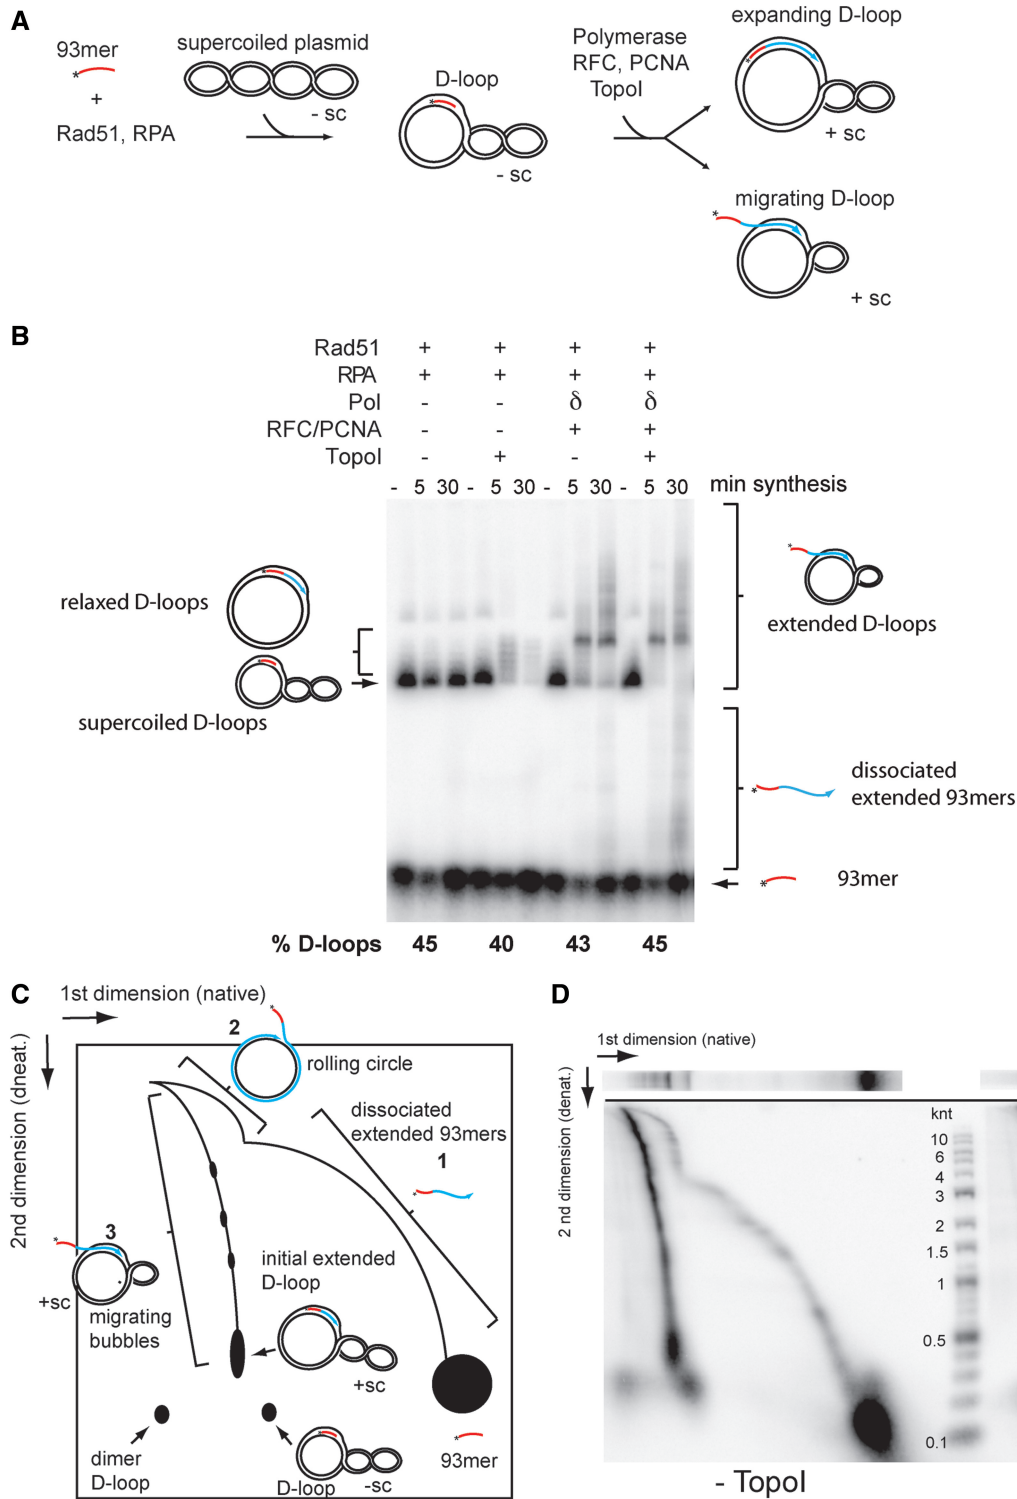 A
93mer
*
+
Rad51, RPA
supercoiled plasmid
- sc
D-loop
*
- sc
Polymerase
RFC, PCNA
TopoI
expanding D-loop
*
+ sc
migrating D-loop
*
+ sc
B
Rad51 + + + +
RPA + + + +
Pol - - δ δ
RFC/PCNA - - + +
TopoI - + - +
- 5 30 - 5 30 - 5 30 - 5 30 min synthesis
relaxed D-loops
*
*
supercoiled D-loops
*
extended D-loops
dissociated
extended 93mers
*
* 93mer
% D-loops 45 40 43 45
C
1st dimension (native)
2nd dimension (dneat.)
2
*
rolling circle
dissociated
extended 93mers
1
*
3
*
+sc
migrating
bubbles
initial extended
D-loop
*
+sc
dimer
D-loop
*
D-loop
-sc
*
93mer
D
1st dimension (native)
2 nd dimension (denat.)
knt
10
6
4
3
2
1.5
1
0.5
0.1
- TopoI